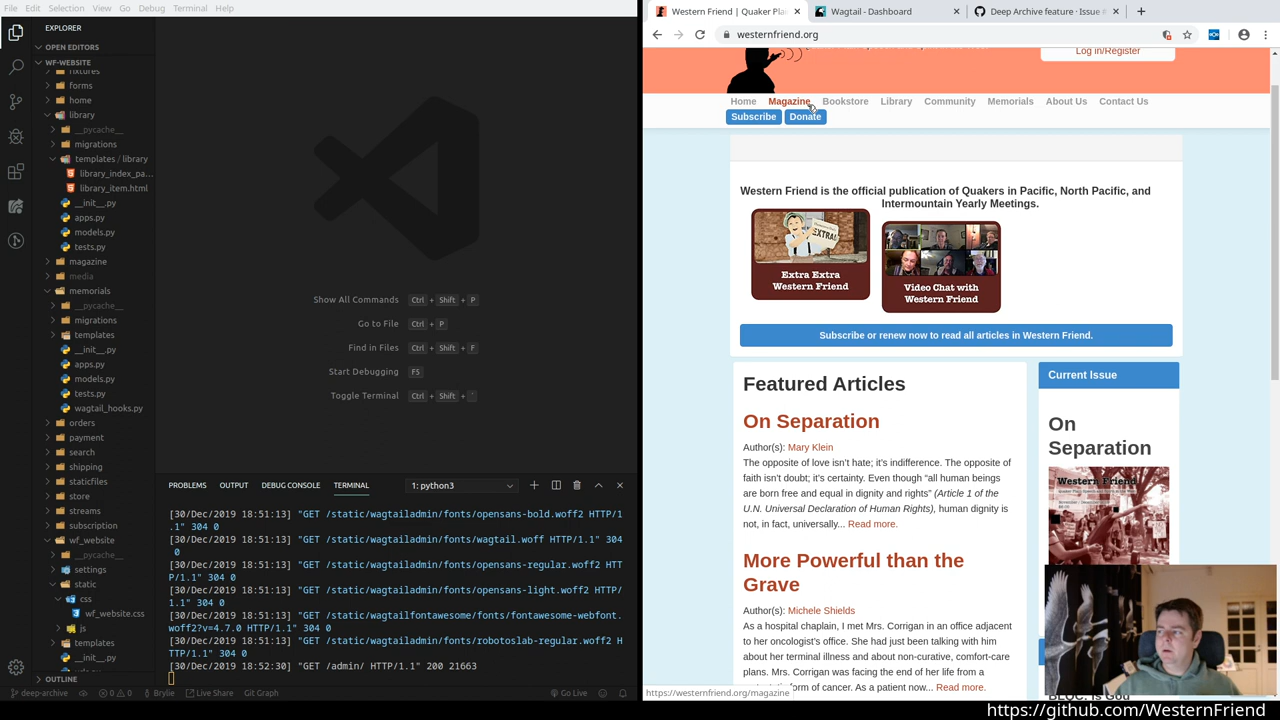 File Edit Selection View Go Debug Terminal Help
EXPLORER
OPEN EDITORS
WF-WEBSITE
fixtures
forms
home
library
__pycache__
migrations
templates / library
library_index_pa...
library_item.html
__init__.py
apps.py
models.py
tests.py
magazine
media
memorials
__pycache__
migrations
templates
__init__.py
apps.py
models.py
tests.py
wagtail_hooks.py
orders
payment
search
shipping
staticfiles
store
streams
subscription
wf_website
__pycache__
settings
static
css
wf_website.css
js
templates
__init__.py
OUTLINE
Show All Commands Ctrl + Shift + P
Go to File Ctrl + P
Find in Files Ctrl + Shift + F
Start Debugging F5
Toggle Terminal Ctrl + Shift + `
PROBLEMS OUTPUT DEBUG CONSOLE TERMINAL 1: python3
[30/Dec/2019 18:51:13] "GET /static/wagtailadmin/fonts/opensans-bold.woff2 HTTP/1
.1" 304 0
[30/Dec/2019 18:51:13] "GET /static/wagtailadmin/fonts/wagtail.woff HTTP/1.1" 304
0
[30/Dec/2019 18:51:13] "GET /static/wagtailadmin/fonts/opensans-regular.woff2 HTT
P/1.1" 304 0
[30/Dec/2019 18:51:13] "GET /static/wagtailadmin/fonts/opensans-light.woff2 HTTP/
1.1" 304 0
[30/Dec/2019 18:51:13] "GET /static/wagtailfontawesome/fonts/fontawesome-webfont.
woff2?v=4.7.0 HTTP/1.1" 304 0
[30/Dec/2019 18:51:13] "GET /static/wagtailadmin/fonts/robotoslab-regular.woff2 H
TTP/1.1" 304 0
[30/Dec/2019 18:52:30] "GET /admin/ HTTP/1.1" 200 21663
deep-archive 0 0 Brylie Live Share Git Graph Go Live
Western Friend | Quaker Pla
Wagtail - Dashboard
Deep Archive feature · Issue #
westernfriend.org
Log in/Register
Home Magazine Bookstore Library Community Memorials About Us Contact Us
Subscribe Donate
Western Friend is the official publication of Quakers in Pacific, North Pacific, and
Intermountain Yearly Meetings.
EXTRA!
Extra Extra
Western Friend
Video Chat with
Western Friend
Subscribe or renew now to read all articles in Western Friend.
Featured Articles
On Separation
Author(s): Mary Klein
The opposite of love isn't hate; it's indifference. The opposite of
faith isn't doubt; it's certainty. Even though "all human beings
are born free and equal in dignity and rights" (Article 1 of the
U.N. Universal Declaration of Human Rights), human dignity is
not, in fact, universally... Read more.
More Powerful than the
Grave
Author(s): Michele Shields
As a hospital chaplain, I met Mrs. Corrigan in an office adjacent
to her oncologist's office. She had just been talking with him
about her terminal illness and about non-curative, comfort-care
plans. Mrs. Corrigan was facing the end of her life from a
form of cancer. As a patient now... Read more.
Current Issue
On
Separation
Western Friend
https://westernfriend.org/magazine
https://github.com/WesternFriend